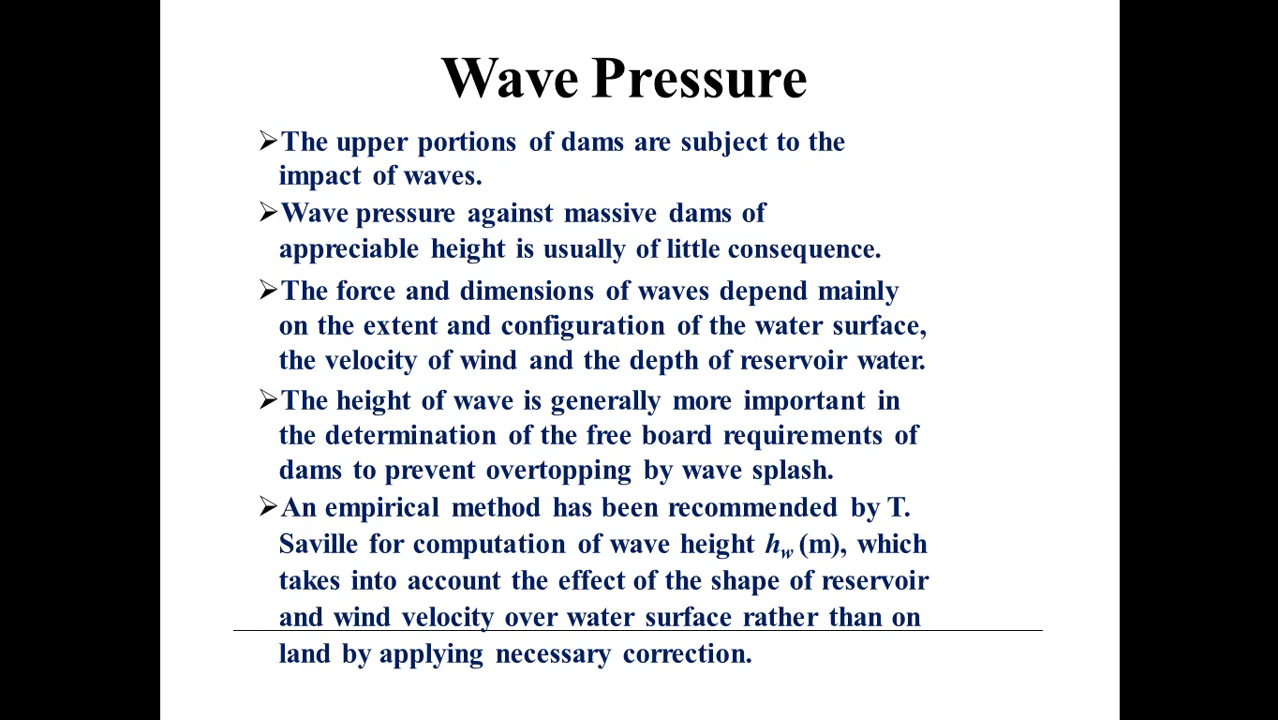 Wave Pressure
➢The upper portions of dams are subject to the
impact of waves.
➢Wave pressure against massive dams of
appreciable height is usually of little consequence.
➢The force and dimensions of waves depend mainly
on the extent and configuration of the water surface,
the velocity of wind and the depth of reservoir water.
➢The height of wave is generally more important in
the determination of the free board requirements of
dams to prevent overtopping by wave splash.
➢An empirical method has been recommended by T.
Saville for computation of wave height hw (m), which
takes into account the effect of the shape of reservoir
and wind velocity over water surface rather than on
land by applying necessary correction.